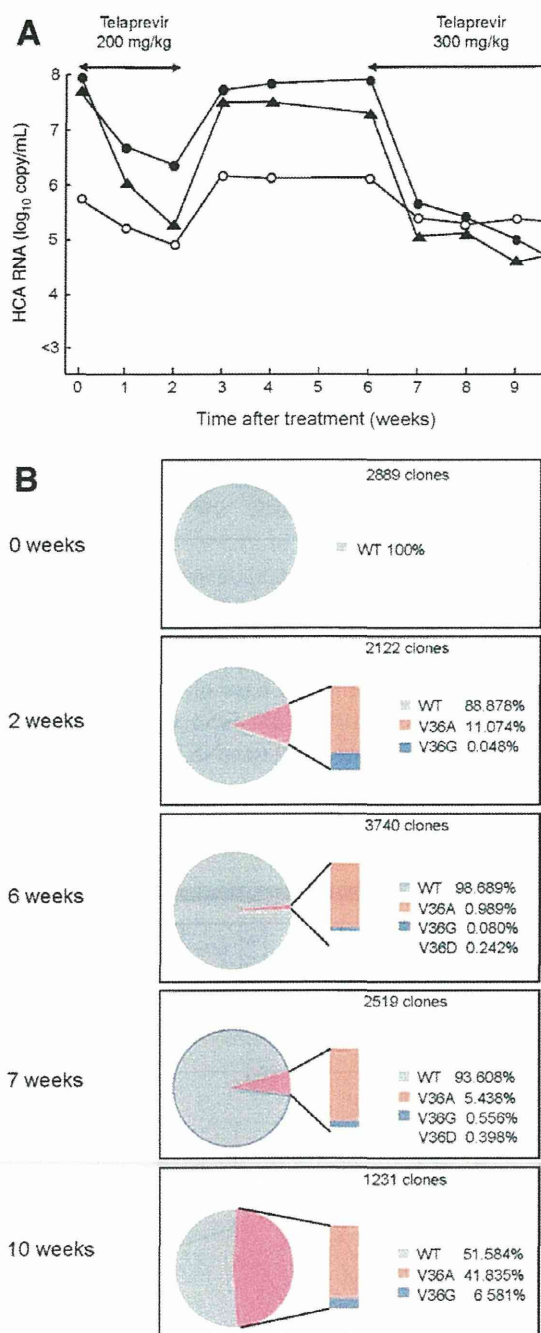 A
Telaprevir
200 mg/kg
Telaprevir
300 mg/kg
HCA RNA (log10 copy/mL)
8
7
6
5
4
<3
0 1 2 3 4 5 6 7 8 9
Time after treatment (weeks)
B
0 weeks
2889 clones
WT 100%
2 weeks
2122 clones
WT 88.878%
V36A 11.074%
V36G 0.048%
6 weeks
3740 clones
WT 98.689%
V36A 0.989%
V36G 0.080%
V36D 0.242%
7 weeks
2519 clones
WT 93.608%
V36A 5.438%
V36G 0.556%
V36D 0.398%
10 weeks
1231 clones
WT 51.584%
V36A 41.835%
V36G 6.581%